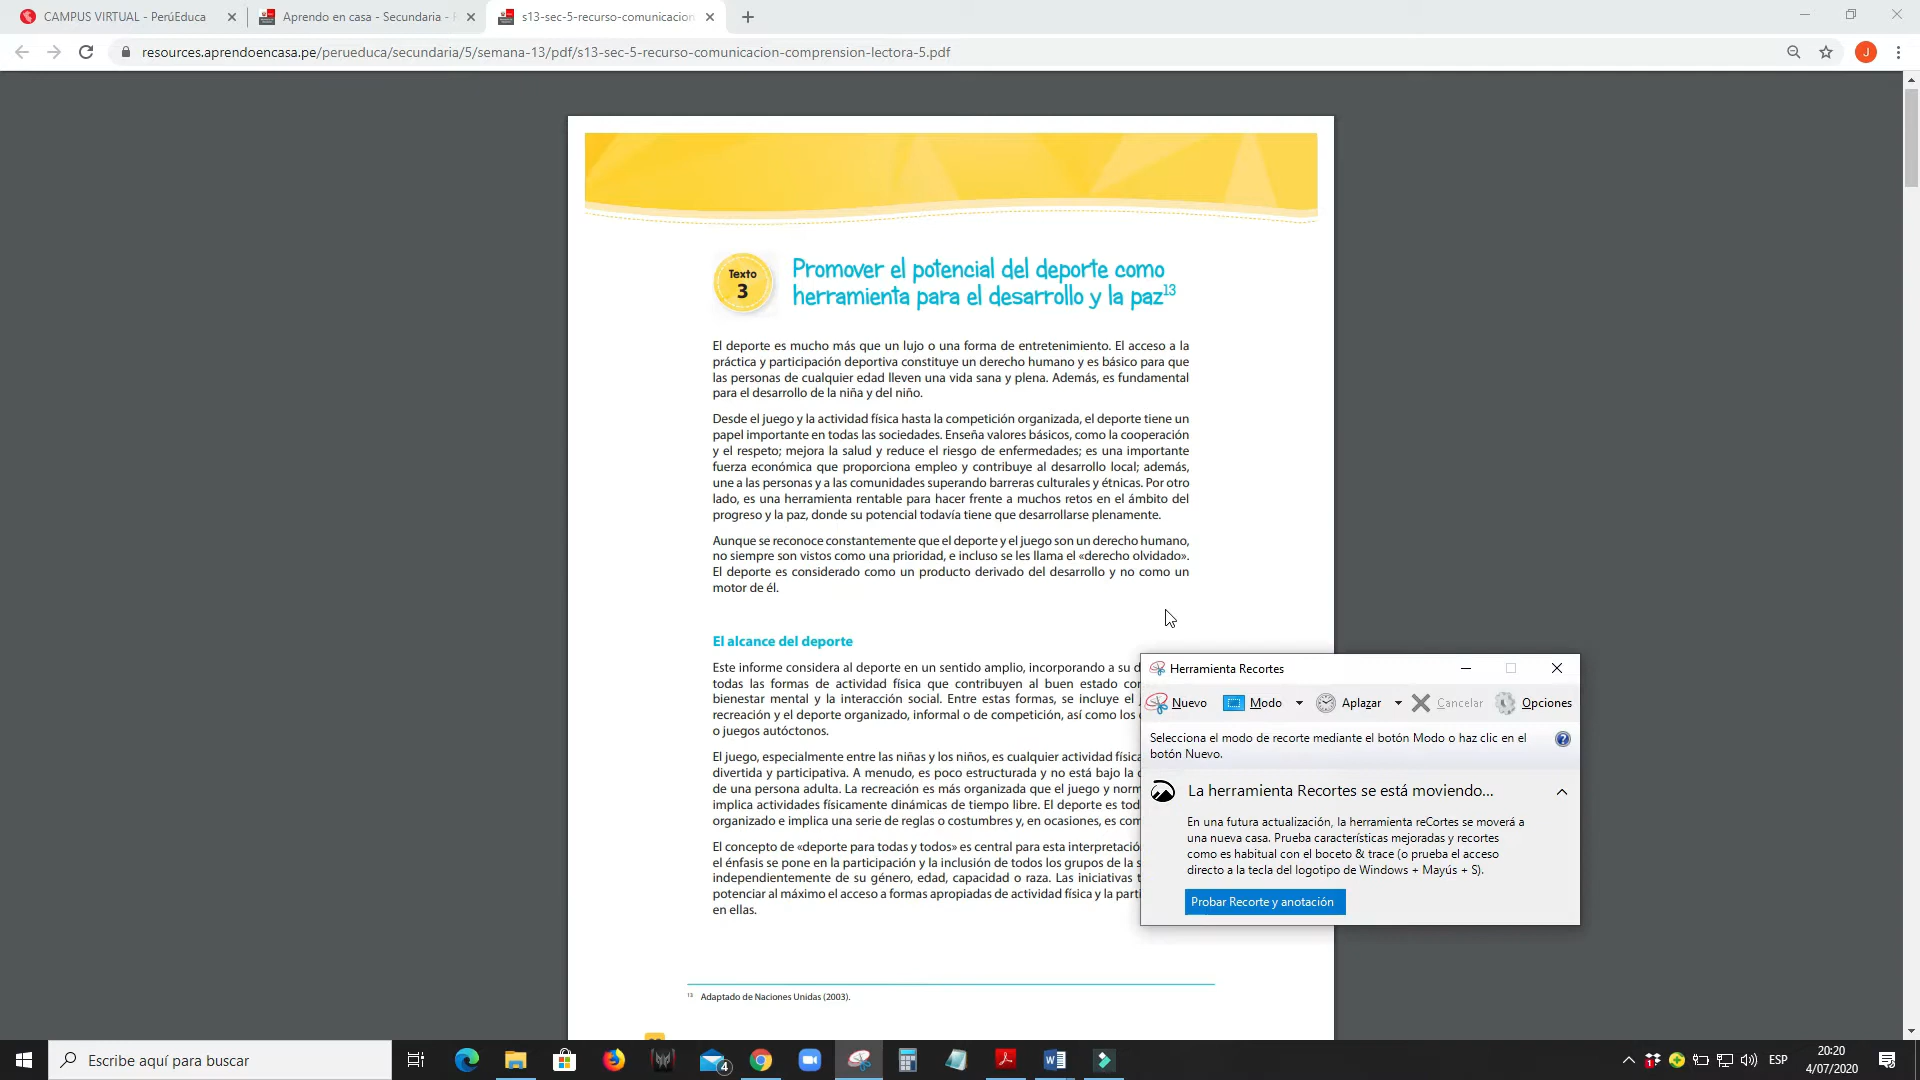 CAMPUS VIRTUAL - PerúEduca
Aprendo en casa - Secundaria -
s13-sec-5-recurso-comunicacion
resources.aprendoencasa.pe/perueduca/secundaria/5/semana-13/pdf/s13-sec-5-recurso-comunicacion-comprension-lectora-5.pdf
J
Texto
3
Promover el potencial del deporte como
herramienta para el desarrollo y la paz13
El deporte es mucho más que un lujo o una forma de entretenimiento. El acceso a la
práctica y participación deportiva constituye un derecho humano y es básico para que
las personas de cualquier edad lleven una vida sana y plena. Además, es fundamental
para el desarrollo de la niña y del niño.
Desde el juego y la actividad física hasta la competición organizada, el deporte tiene un
papel importante en todas las sociedades. Enseña valores básicos, como la cooperación
y el respeto; mejora la salud y reduce el riesgo de enfermedades; es una importante
fuerza económica que proporciona empleo y contribuye al desarrollo local; además,
une a las personas y a las comunidades superando barreras culturales y étnicas. Por otro
lado, es una herramienta rentable para hacer frente a muchos retos en el ámbito del
progreso y la paz, donde su potencial todavía tiene que desarrollarse plenamente.
Aunque se reconoce constantemente que el deporte y el juego son un derecho humano,
no siempre son vistos como una prioridad, e incluso se les llama el «derecho olvidado».
El deporte es considerado como un producto derivado del desarrollo y no como un
motor de él.
El alcance del deporte
Este informe considera al deporte en un sentido amplio, incorporando a su d
todas las formas de actividad física que contribuyen al buen estado cor
bienestar mental y la interacción social. Entre estas formas, se incluye el
recreación y el deporte organizado, informal o de competición, así como los
o juegos autóctonos.
El juego, especialmente entre las niñas y los niños, es cualquier actividad física
divertida y participativa. A menudo, es poco estructurada y no está bajo la
de una persona adulta. La recreación es más organizada que el juego y norm
implica actividades físicamente dinámicas de tiempo libre. El deporte es tod
organizado e implica una serie de reglas o costumbres y, en ocasiones, es com
El concepto de «deporte para todas y todos» es central para esta interpretació
el énfasis se pone en la participación y la inclusión de todos los grupos de la s
independientemente de su género, edad, capacidad o raza. Las iniciativas t
potenciar al máximo el acceso a formas apropiadas de actividad física y la parti
en ellas.
13 Adaptado de Naciones Unidas (2003).
Herramienta Recortes
Nuevo Modo Aplazar Cancelar Opciones
Selecciona el modo de recorte mediante el botón Modo o haz clic en el
botón Nuevo.
La herramienta Recortes se está moviendo...
En una futura actualización, la herramienta reCortes se moverá a
una nueva casa. Prueba características mejoradas y recortes
como es habitual con el boceto & trace (o prueba el acceso
directo a la tecla del logotipo de Windows + Mayús + S).
Probar Recorte y anotación
Escribe aquí para buscar
4
ESP
20:20
4/07/2020